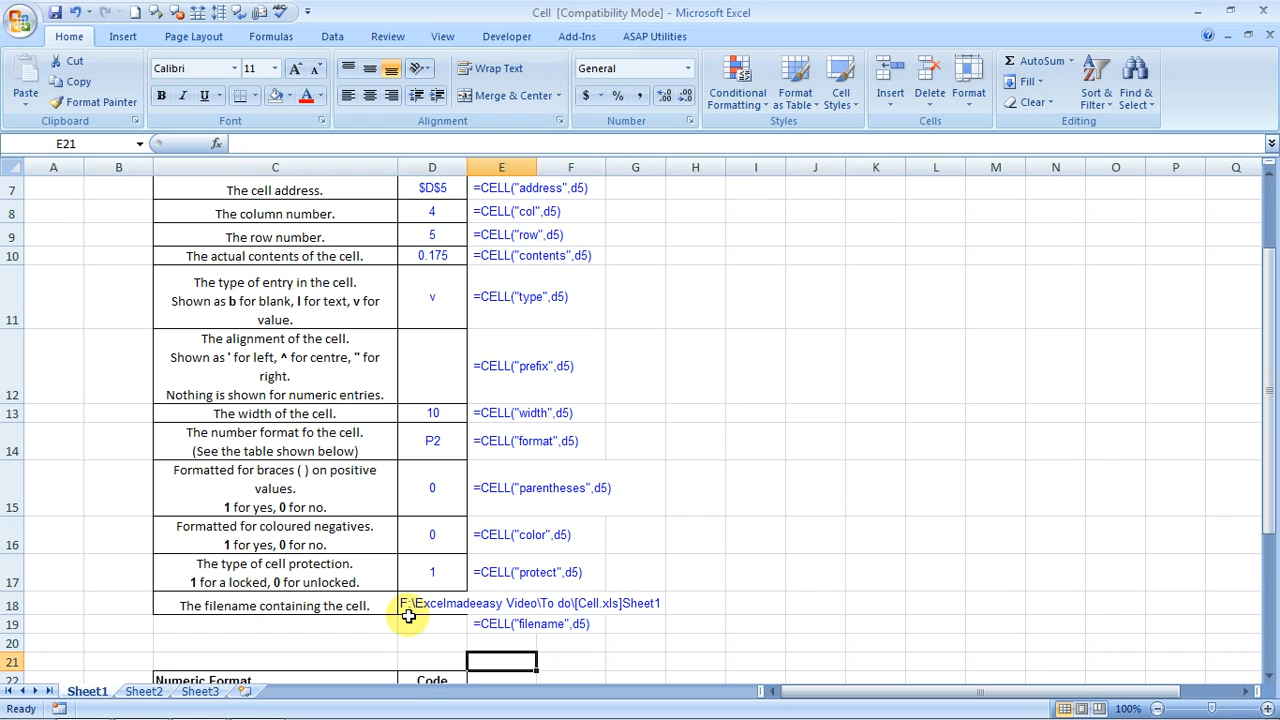 Cell [Compatibility Mode] - Microsoft Excel
Home Insert Page Layout Formulas Data Review View Developer Add-Ins ASAP Utilities
Paste
Cut
Copy
Format Painter
Clipboard
Calibri 11
B I U
Font
Wrap Text
Merge & Center
Alignment
General
$ % ,
Number
Conditional Formatting
Format as Table
Cell Styles
Styles
Insert Delete Format
Cells
AutoSum
Fill
Clear
Sort & Filter
Find & Select
Editing
E21 fx
A B C D E F G H I J K L M N O P Q
7 The cell address. $D$5 =CELL("address",d5)
8 The column number. 4 =CELL("col",d5)
9 The row number. 5 =CELL("row",d5)
10 The actual contents of the cell. 0.175 =CELL("contents",d5)
The type of entry in the cell.
Shown as b for blank, l for text, v for
value.
11 v =CELL("type",d5)
The alignment of the cell.
Shown as ' for left, ^ for centre, " for
right.
Nothing is shown for numeric entries.
12 =CELL("prefix",d5)
13 The width of the cell. 10 =CELL("width",d5)
The number format fo the cell.
(See the table shown below)
14 P2 =CELL("format",d5)
Formatted for braces ( ) on positive
values.
1 for yes, 0 for no.
15 0 =CELL("parentheses",d5)
Formatted for coloured negatives.
1 for yes, 0 for no.
16 0 =CELL("color",d5)
The type of cell protection.
1 for a locked, 0 for unlocked.
17 1 =CELL("protect",d5)
18 The filename containing the cell. F:\Excelmadeeasy Video\To do\[Cell.xls]Sheet1
19 =CELL("filename",d5)
20
21
22 Numeric Format Code
Sheet1 Sheet2 Sheet3
Ready 100%